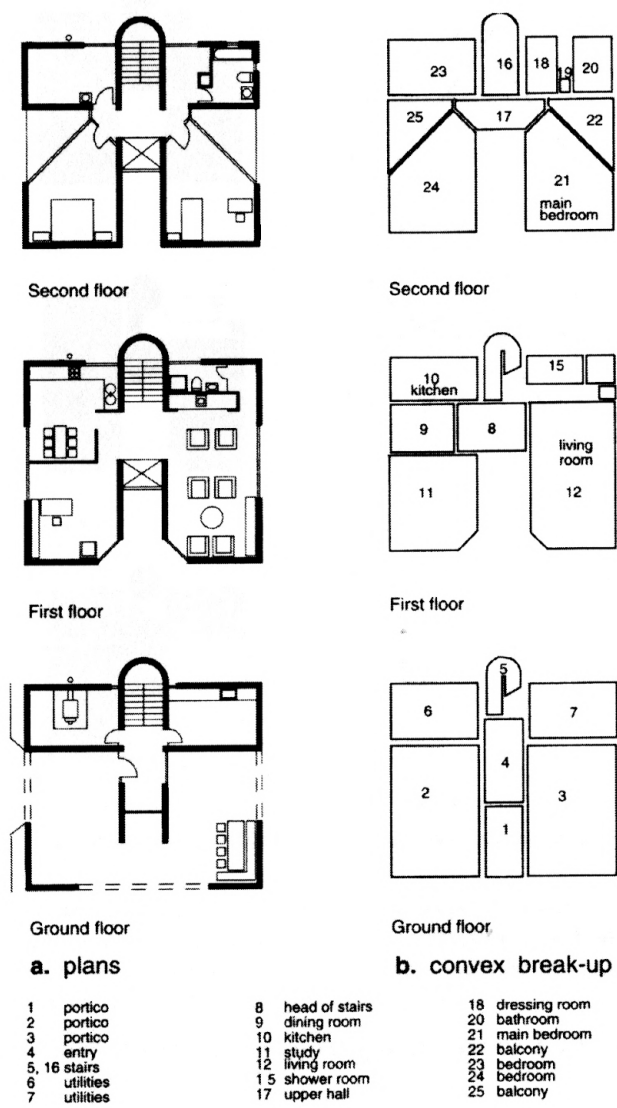 23
16
18
19
20
25
17
22
24
21
main
bedroom
Second floor
Second floor
10
kitchen
15
9
8
living
room
11
12
First floor
First floor
5
6
7
4
2
3
1
Ground floor
Ground floor
a. plans
b. convex break-up
1 portico
2 portico
3 portico
4 entry
5, 16 stairs
6 utilities
7 utilities
8 head of stairs
9 dining room
10 kitchen
11 study
12 living room
1 5 shower room
17 upper hall
18 dressing room
20 bathroom
21 main bedroom
22 balcony
23 bedroom
24 bedroom
25 balcony